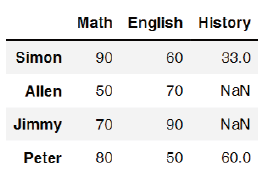 Math English History
Simon 90 60 33.0
Allen 50 70 NaN
Jimmy 70 90 NaN
Peter 80 50 60.0